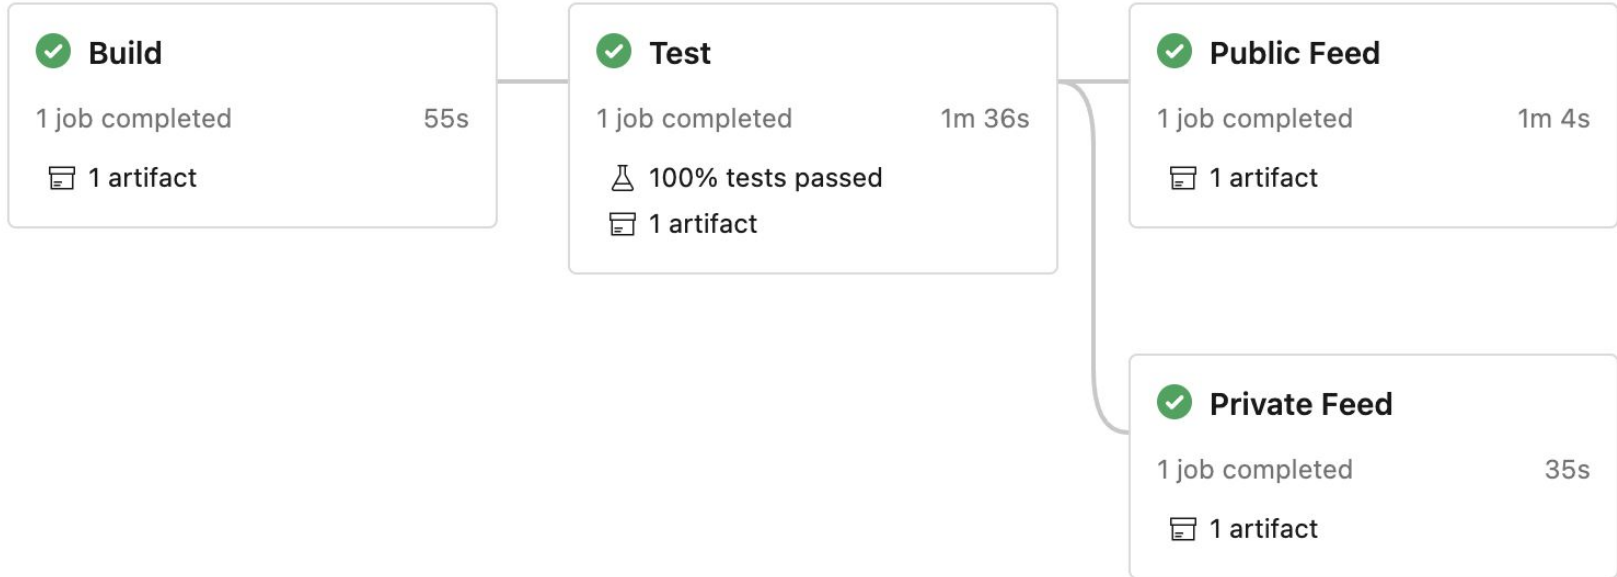 Build
1 job completed 55s
1 artifact
Test
1 job completed 1m 36s
100% tests passed
1 artifact
Public Feed
1 job completed 1m 4s
1 artifact
Private Feed
1 job completed 35s
1 artifact